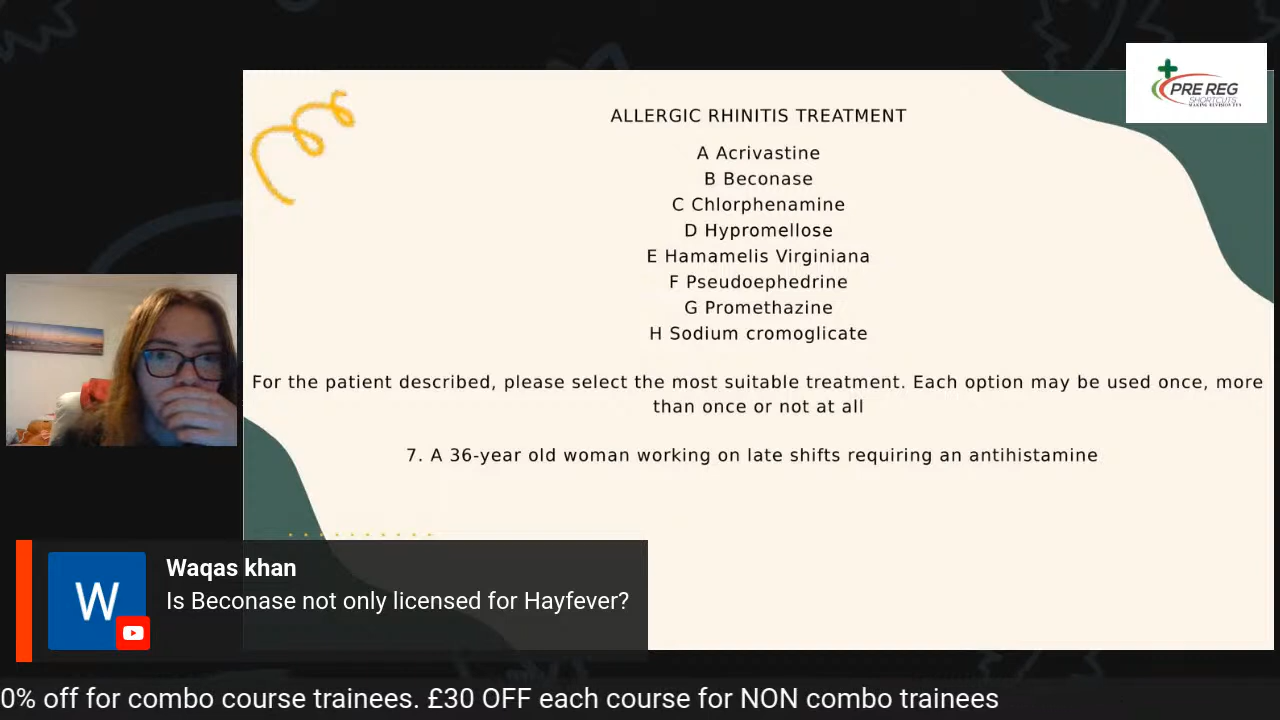 PRE REG
SHORTCUTS
ALLERGIC RHINITIS TREATMENT
A Acrivastine
B Beconase
C Chlorphenamine
D Hypromellose
E Hamamelis Virginiana
F Pseudoephedrine
G Promethazine
H Sodium cromoglicate
For the patient described, please select the most suitable treatment. Each option may be used once, more
than once or not at all
7. A 36-year old woman working on late shifts requiring an antihistamine
W
Waqas khan
Is Beconase not only licensed for Hayfever?
0% off for combo course trainees. £30 OFF each course for NON combo trainees